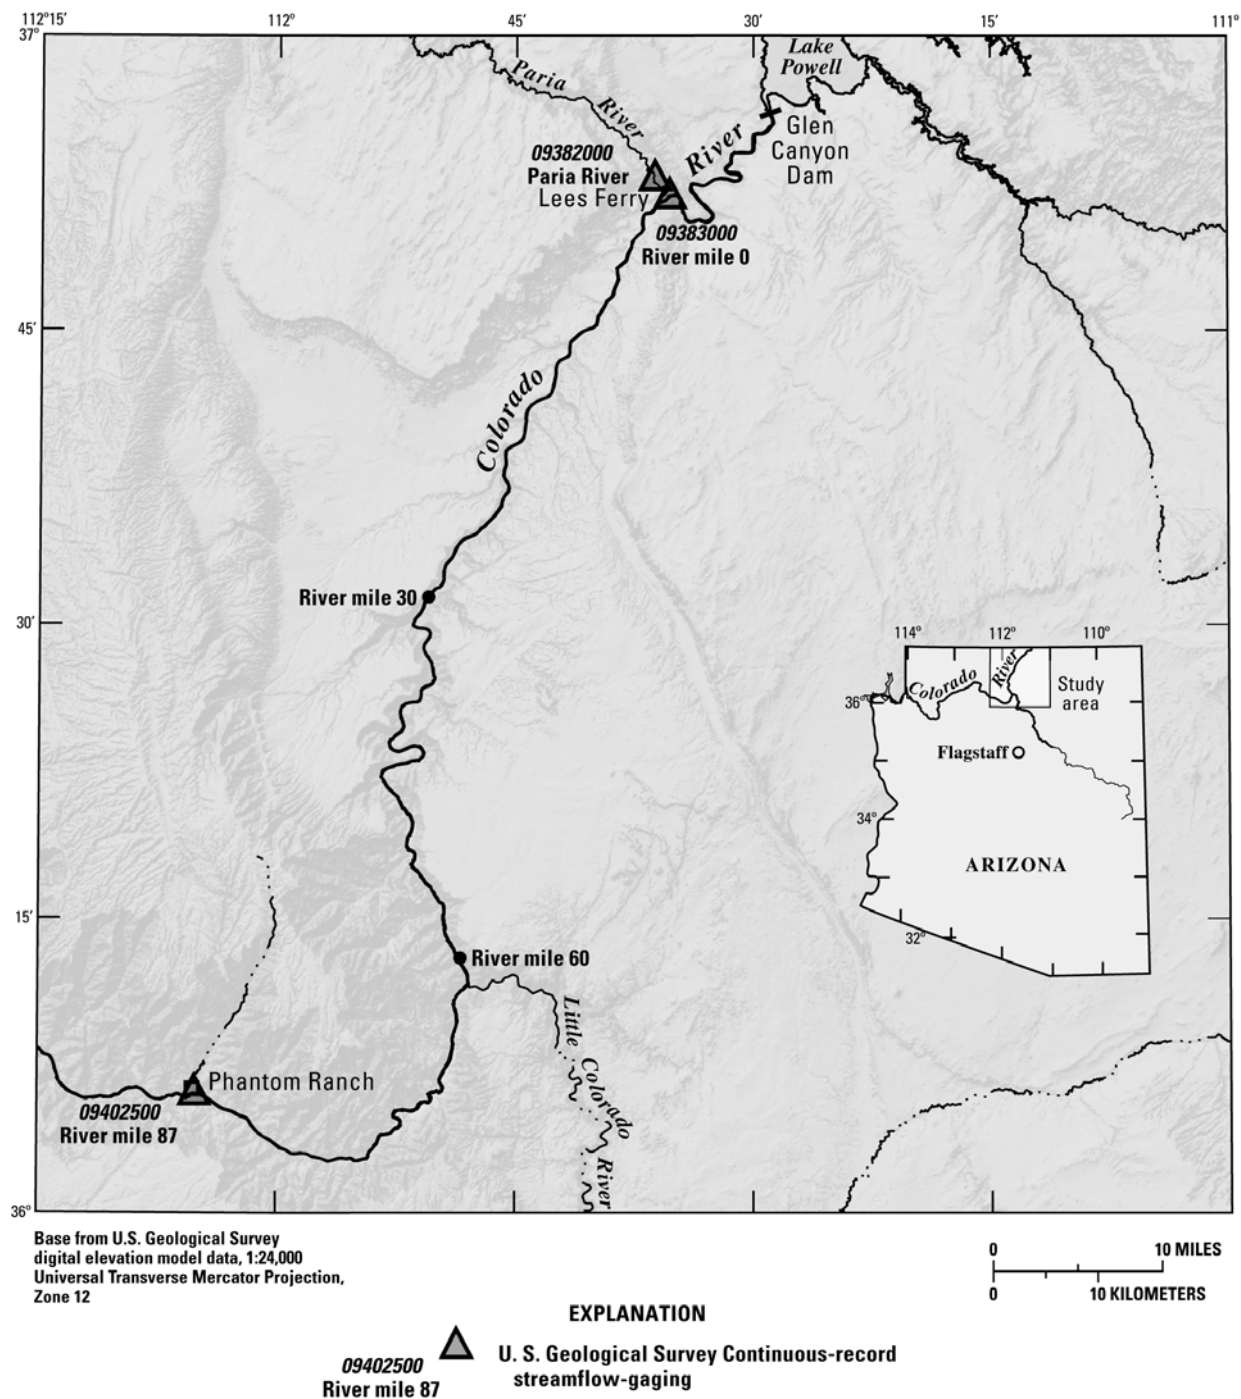 112°15′
112°
45′
30′
15′
111°
37°
Lake
Powell
Paria
River
River
Glen
Canyon
Dam
09382000
Paria River
Lees Ferry
09383000
River mile 0
45′
Colorado
River mile 30
30′
114°
112°
110°
River
Colorado
Study
area
36°
Flagstaff
34°
ARIZONA
32°
15′
River mile 60
Little
Colorado
River
Phantom Ranch
09402500
River mile 87
36°
Base from U.S. Geological Survey
digital elevation model data, 1:24,000
Universal Transverse Mercator Projection,
Zone 12
0
10 MILES
0
10 KILOMETERS
EXPLANATION
09402500
River mile 87
U. S. Geological Survey Continuous-record
streamflow-gaging